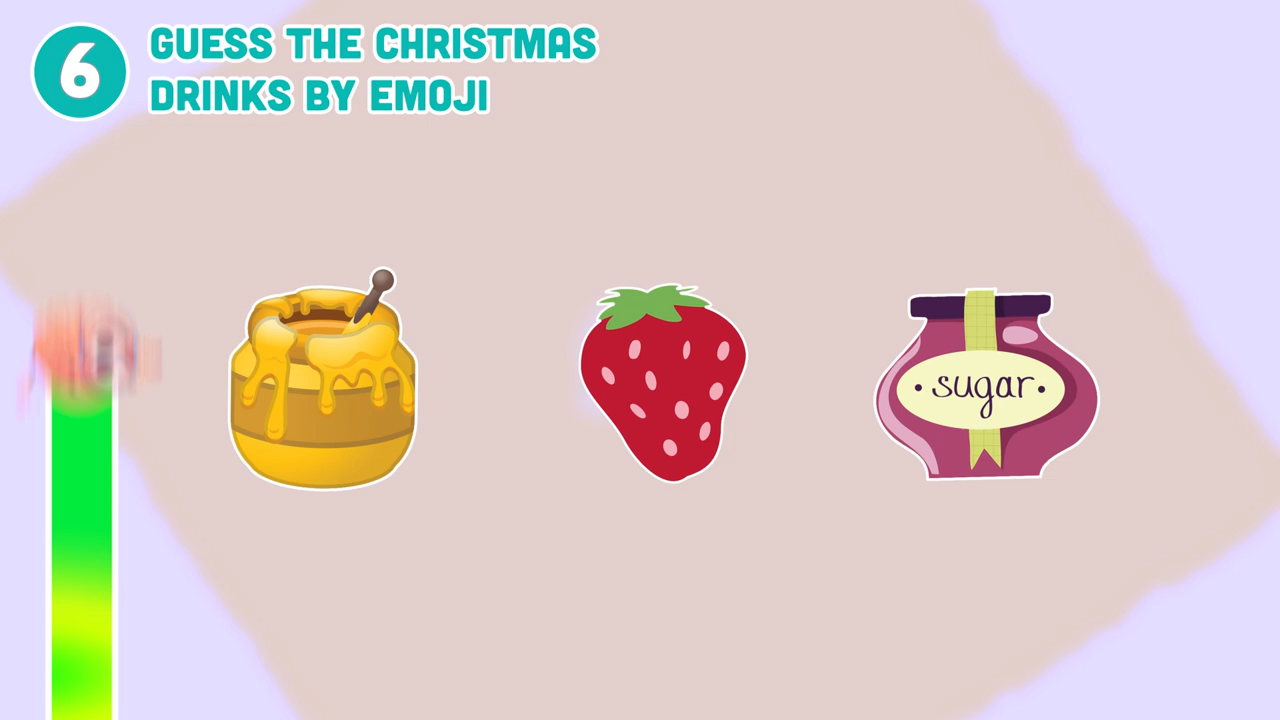 6
GUESS THE CHRISTMAS
DRINKS BY EMOJI
• sugar •